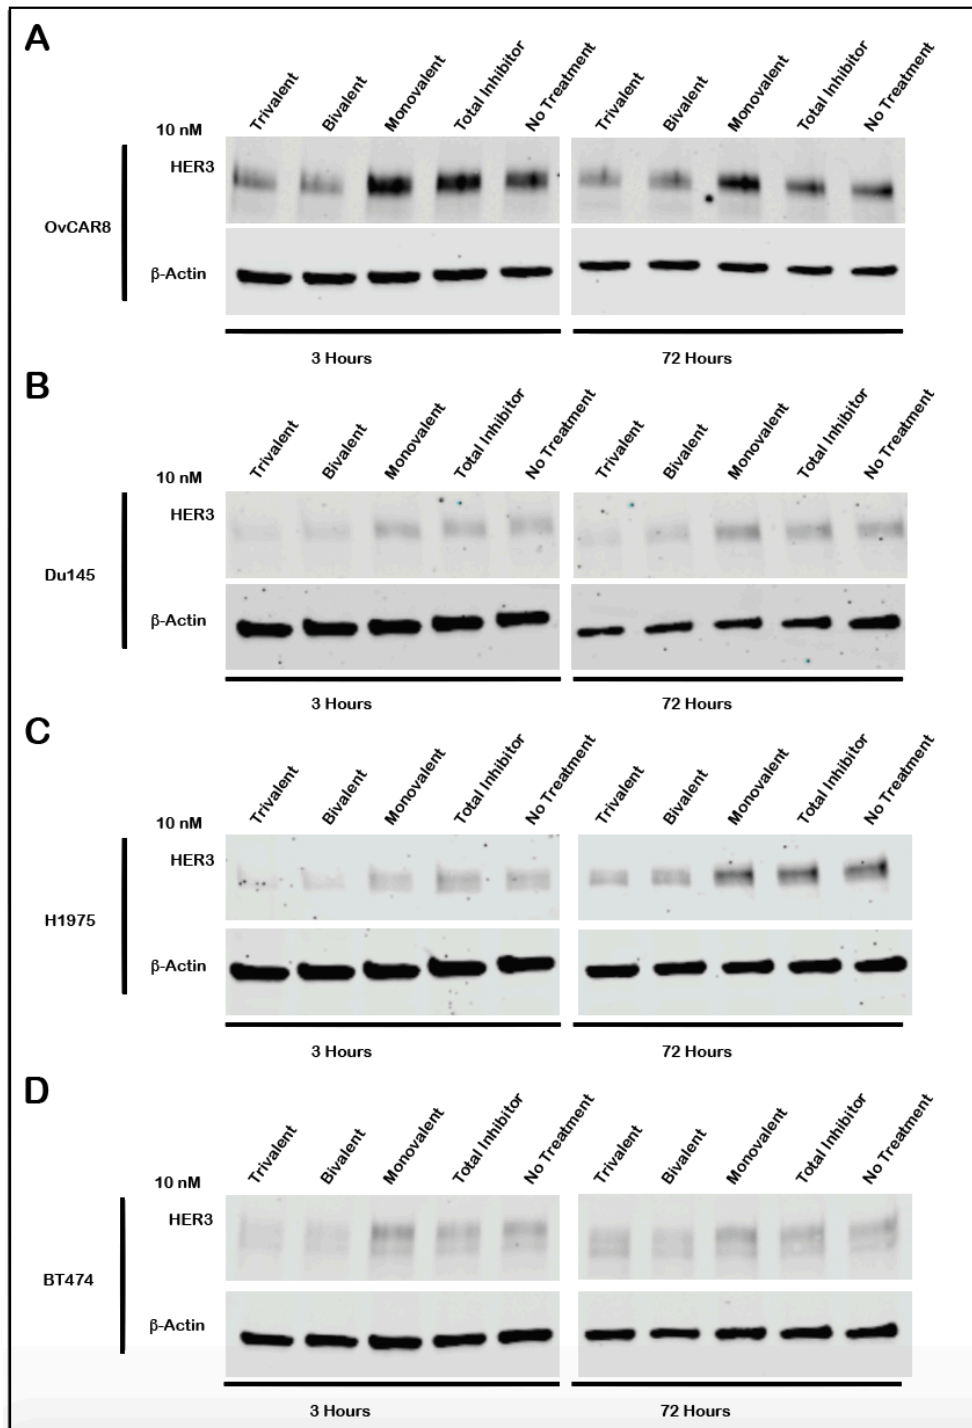 A
Trivalent Bivalent Monovalent Total Inhibitor No Treatment Trivalent Bivalent Monovalent Total Inhibitor No Treatment
10 nM
HER3
OvCAR8
β-Actin
3 Hours 72 Hours
B
Trivalent Bivalent Monovalent Total Inhibitor No Treatment Trivalent Bivalent Monovalent Total Inhibitor No Treatment
10 nM
HER3
Du145
β-Actin
3 Hours 72 Hours
C
Trivalent Bivalent Monovalent Total Inhibitor No Treatment Trivalent Bivalent Monovalent Total Inhibitor No Treatment
10 nM
HER3
H1975
β-Actin
3 Hours 72 Hours
D
Trivalent Bivalent Monovalent Total Inhibitor No Treatment Trivalent Bivalent Monovalent Total Inhibitor No Treatment
10 nM
HER3
BT474
β-Actin
3 Hours 72 Hours